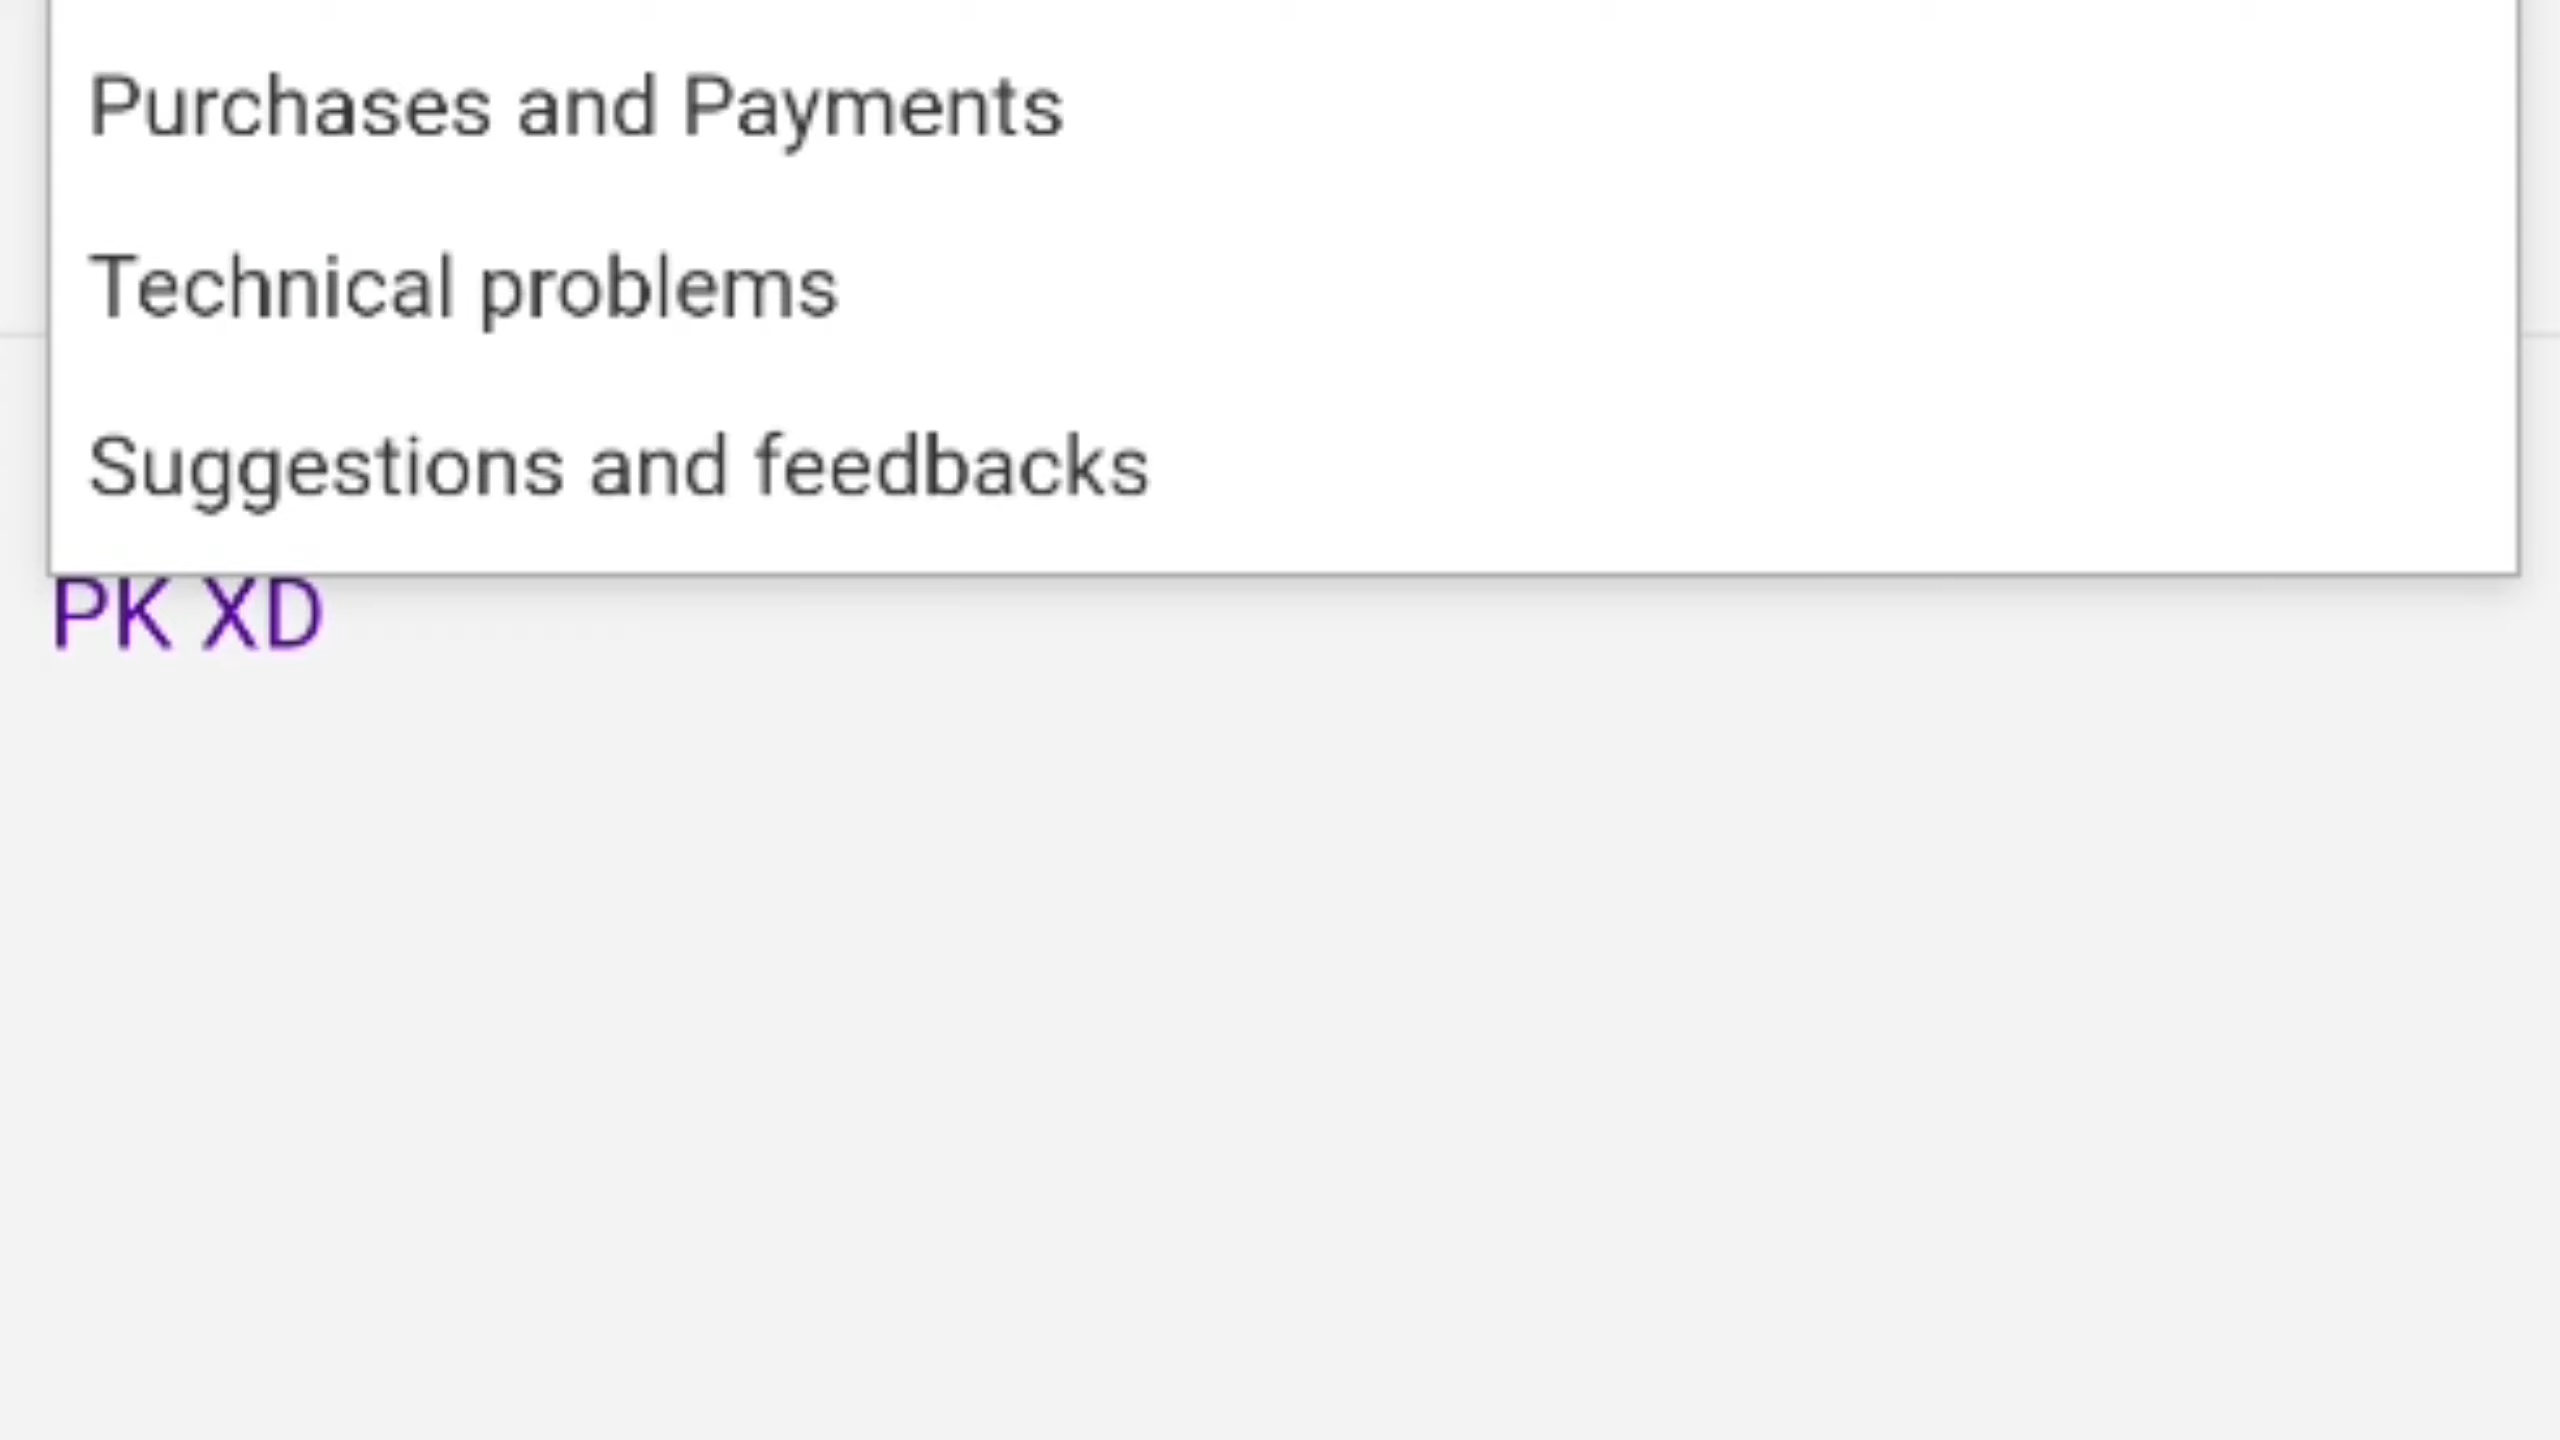 Purchases and Payments
Technical problems
Suggestions and feedbacks
PK XD